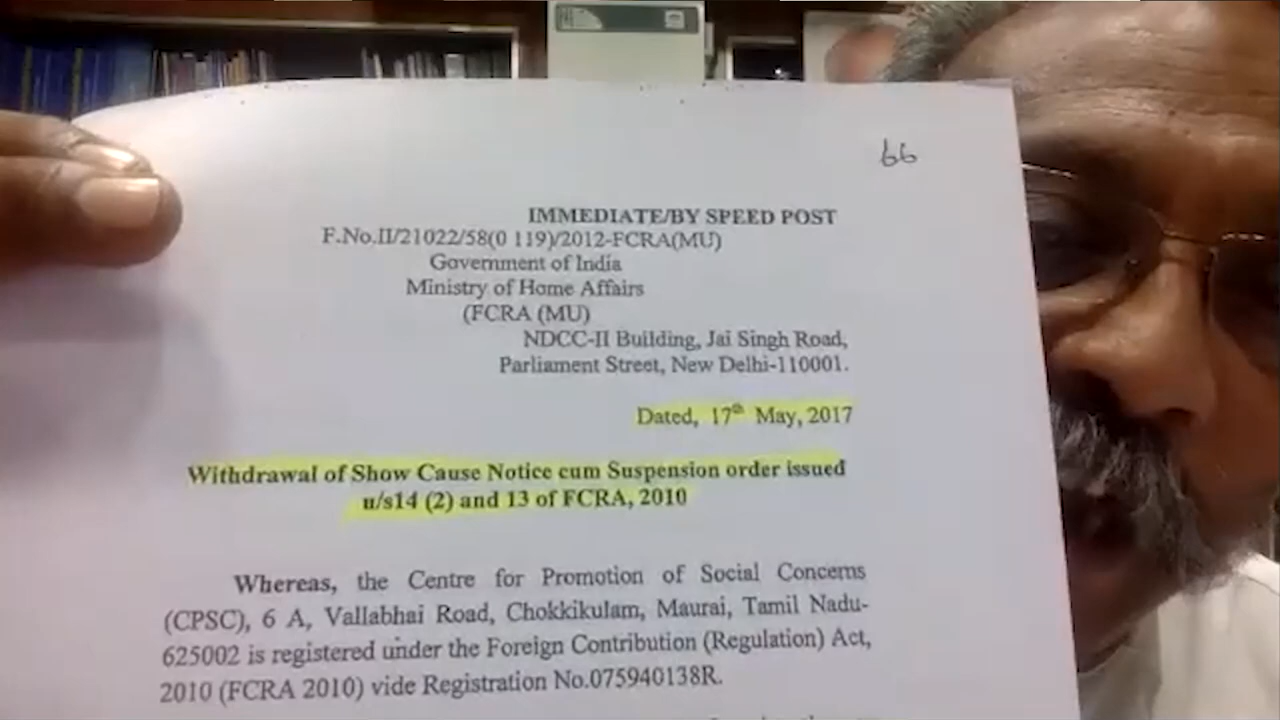 66
IMMEDIATE/BY SPEED POST
F.No.II/21022/58(0 119)/2012-FCRA(MU)
Government of India
Ministry of Home Affairs
(FCRA (MU)
NDCC-II Building, Jai Singh Road,
Parliament Street, New Delhi-110001.
Dated, 17th May, 2017
Withdrawal of Show Cause Notice cum Suspension order issued
u/s14 (2) and 13 of FCRA, 2010
Whereas, the Centre for Promotion of Social Concerns
(CPSC), 6 A, Vallabhai Road, Chokkikulam, Maurai, Tamil Nadu-
625002 is registered under the Foreign Contribution (Regulation) Act,
2010 (FCRA 2010) vide Registration No.075940138R.